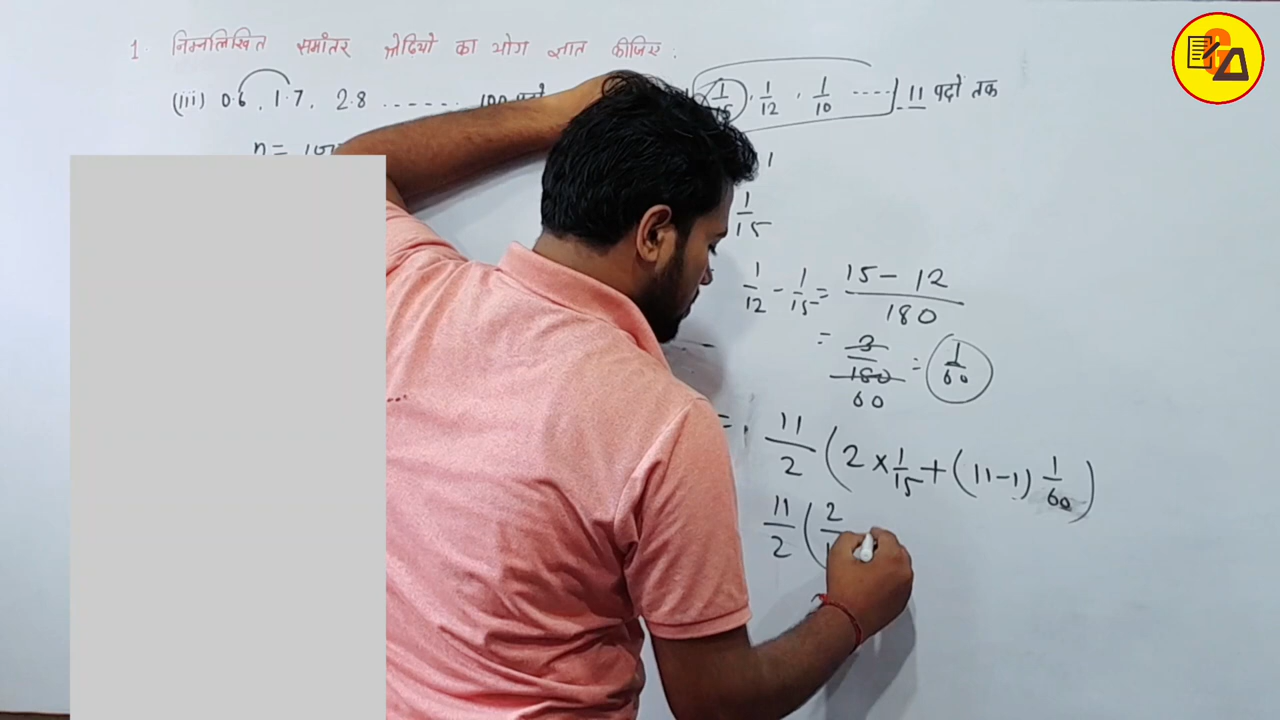 1. निम्नलिखित समांतर श्रेढियो का योग ज्ञात कीजिए :
(iii) 0.6 , 1.7, 2.8 ...... 100
1/15 , 1/12 , 1/10 .... 11 पदों तक
n =
1
1/15
1/12 - 1/15 = 15 - 12 / 180
= 3/180 60 = 1/60
= 11/2 ( 2 × 1/15 + (11-1) 1/60 )
11/2 ( 2